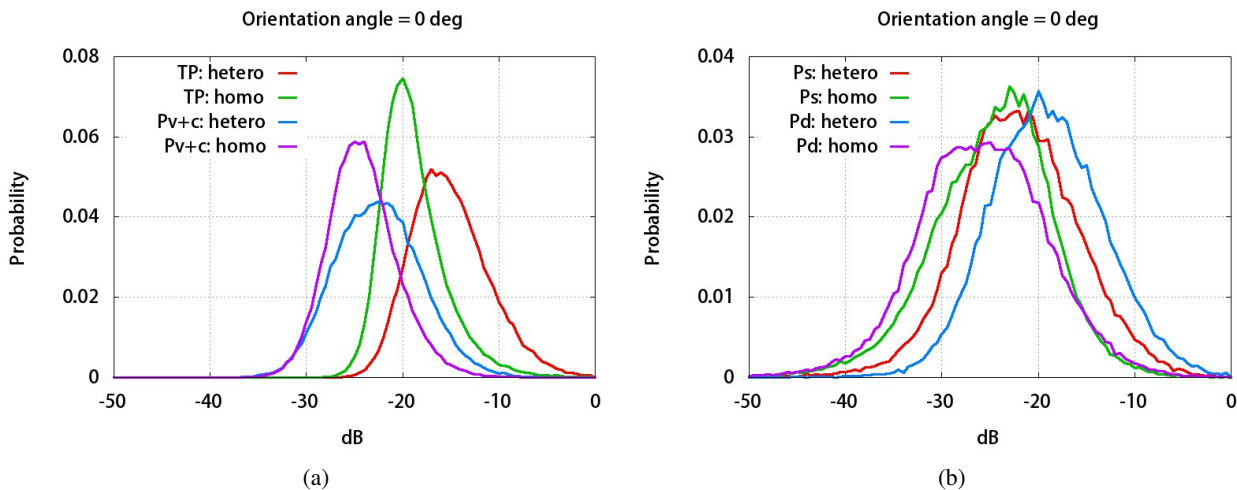 Orientation angle = 0 deg
0.08
0.06
0.04
0.02
0
TP: hetero
TP: homo
Pv+c: hetero
Pv+c: homo
Probability
-50
-40
-30
-20
-10
0
dB
(a)
Orientation angle = 0 deg
0.04
0.03
0.02
0.01
0
Ps: hetero
Ps: homo
Pd: hetero
Pd: homo
Probability
-50
-40
-30
-20
-10
0
dB
(b)